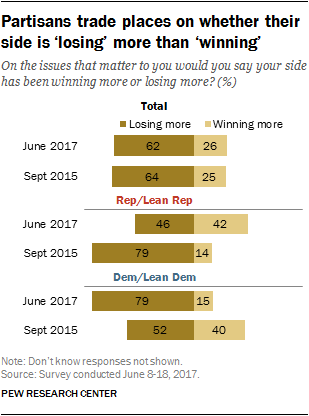 Partisans trade places on whether their
side is ‘losing’ more than ‘winning’
On the issues that matter to you would you say your side
has been winning more or losing more? (%)
Total
Losing more Winning more
June 2017 62 26
Sept 2015 64 25
Rep/Lean Rep
June 2017 46 42
Sept 2015 79 14
Dem/Lean Dem
June 2017 79 15
Sept 2015 52 40
Note: Don’t know responses not shown.
Source: Survey conducted June 8-18, 2017.
PEW RESEARCH CENTER